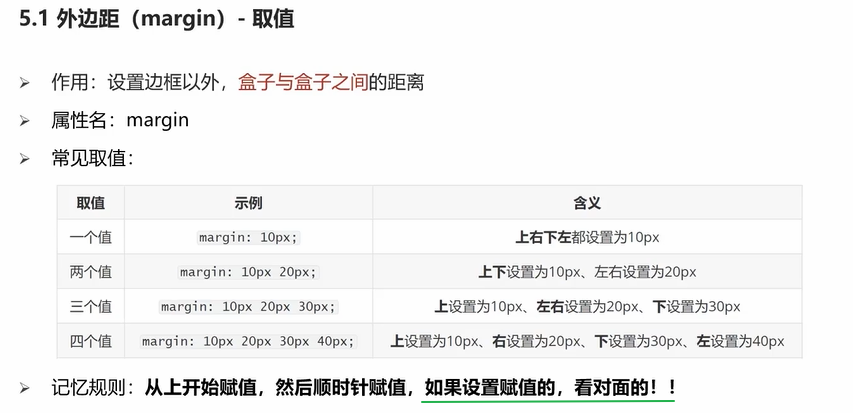 5.1 外边距（margin）- 取值
作用：设置边框以外，盒子与盒子之间的距离
属性名：margin
常见取值：
取值 示例 含义
一个值 margin: 10px; 上右下左都设置为10px
两个值 margin: 10px 20px; 上下设置为10px、左右设置为20px
三个值 margin: 10px 20px 30px; 上设置为10px、左右设置为20px、下设置为30px
四个值 margin: 10px 20px 30px 40px; 上设置为10px、右设置为20px、下设置为30px、左设置为40px
记忆规则：从上开始赋值，然后顺时针赋值，如果设置赋值的，看对面的！！